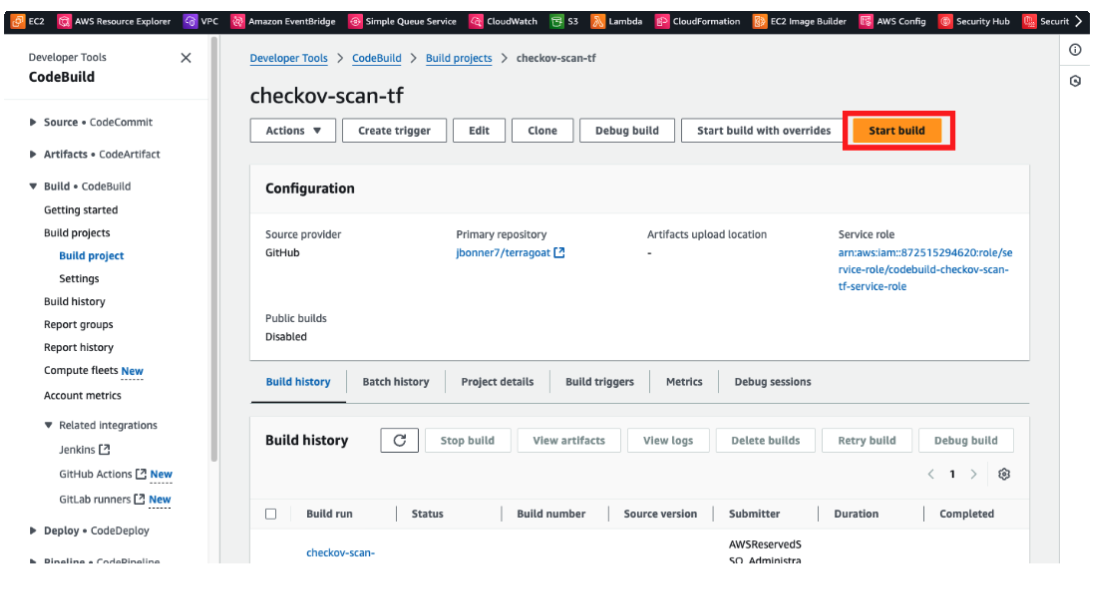 EC2 AWS Resource Explorer VPC Amazon EventBridge Simple Queue Service CloudWatch S3 Lambda CloudFormation EC2 Image Builder AWS Config Security Hub Securit
Developer Tools
CodeBuild
Source • CodeCommit
Artifacts • CodeArtifact
Build • CodeBuild
Getting started
Build projects
Build project
Settings
Build history
Report groups
Report history
Compute fleets New
Account metrics
Related integrations
Jenkins
GitHub Actions New
GitLab runners New
Deploy • CodeDeploy
Pipeline • CodePipeline
Developer Tools > CodeBuild > Build projects > checkov-scan-tf
checkov-scan-tf
Actions Create trigger Edit Clone Debug build Start build with overrides Start build
Configuration
Source provider
GitHub
Primary repository
jbonner7/terragoat
Artifacts upload location
-
Service role
arn:aws:iam::872515294620:role/se
rvice-role/codebuild-checkov-scan-
tf-service-role
Public builds
Disabled
Build history Batch history Project details Build triggers Metrics Debug sessions
Build history Stop build View artifacts View logs Delete builds Retry build Debug build
< 1 >
Build run Status Build number Source version Submitter Duration Completed
checkov-scan-
AWSReservedS
SO_Administra